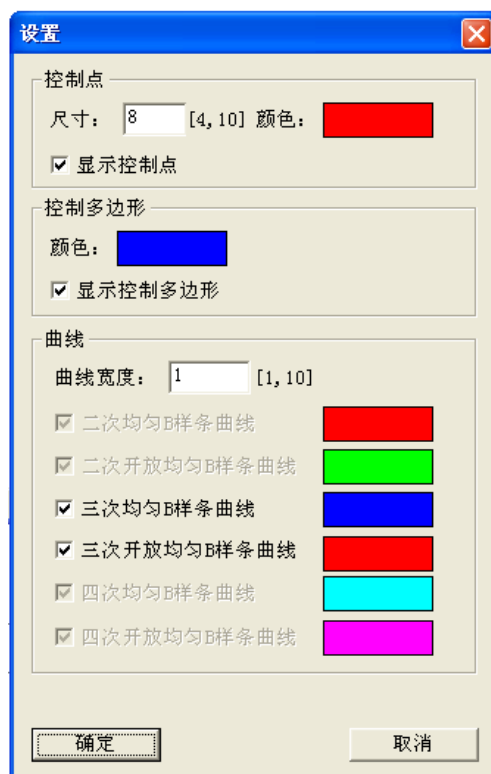 设置
控制点
尺寸： 8 [4,10] 颜色：
显示控制点
控制多边形
颜色：
显示控制多边形
曲线
曲线宽度： 1 [1,10]
二次均匀B样条曲线
二次开放均匀B样条曲线
三次均匀B样条曲线
三次开放均匀B样条曲线
四次均匀B样条曲线
四次开放均匀B样条曲线
确定 取消